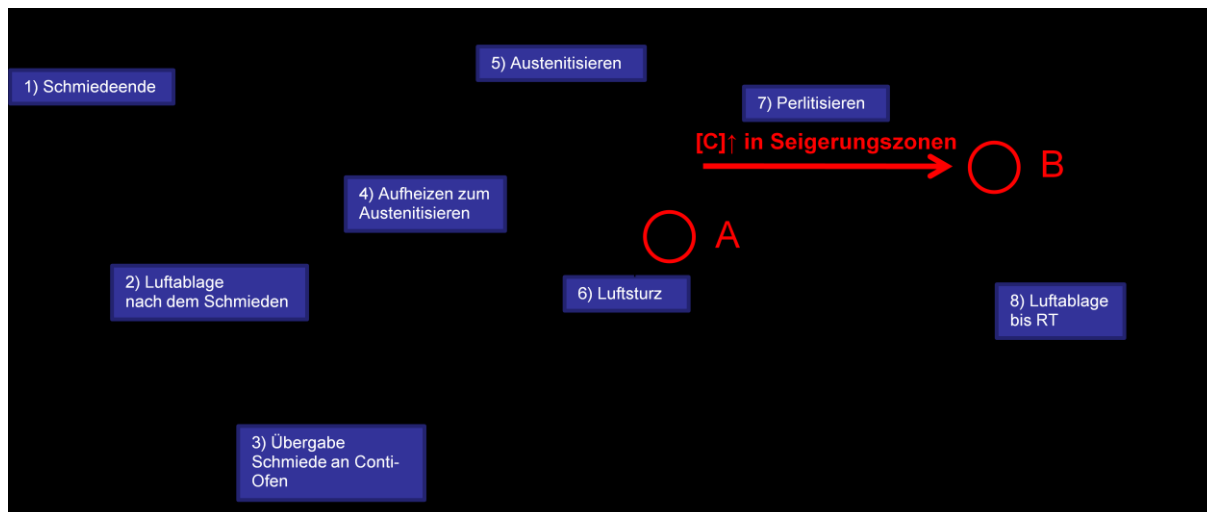 1) Schmiedeende
2) Luftablage
nach dem Schmieden
3) Übergabe
Schmiede an Conti-
Ofen
4) Aufheizen zum
Austenitisieren
5) Austenitisieren
6) Luftsturz
7) Perlitisieren
[C]↑ in Seigerungszonen
A
B
8) Luftablage
bis RT